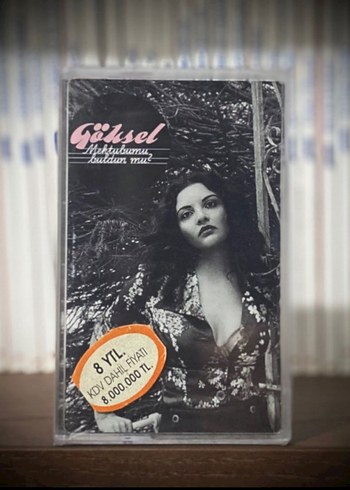 Göksel
Mektubumu
buldun mu?
8 YTL.
KDV DAHİL FİYATI
8.000.000 TL.